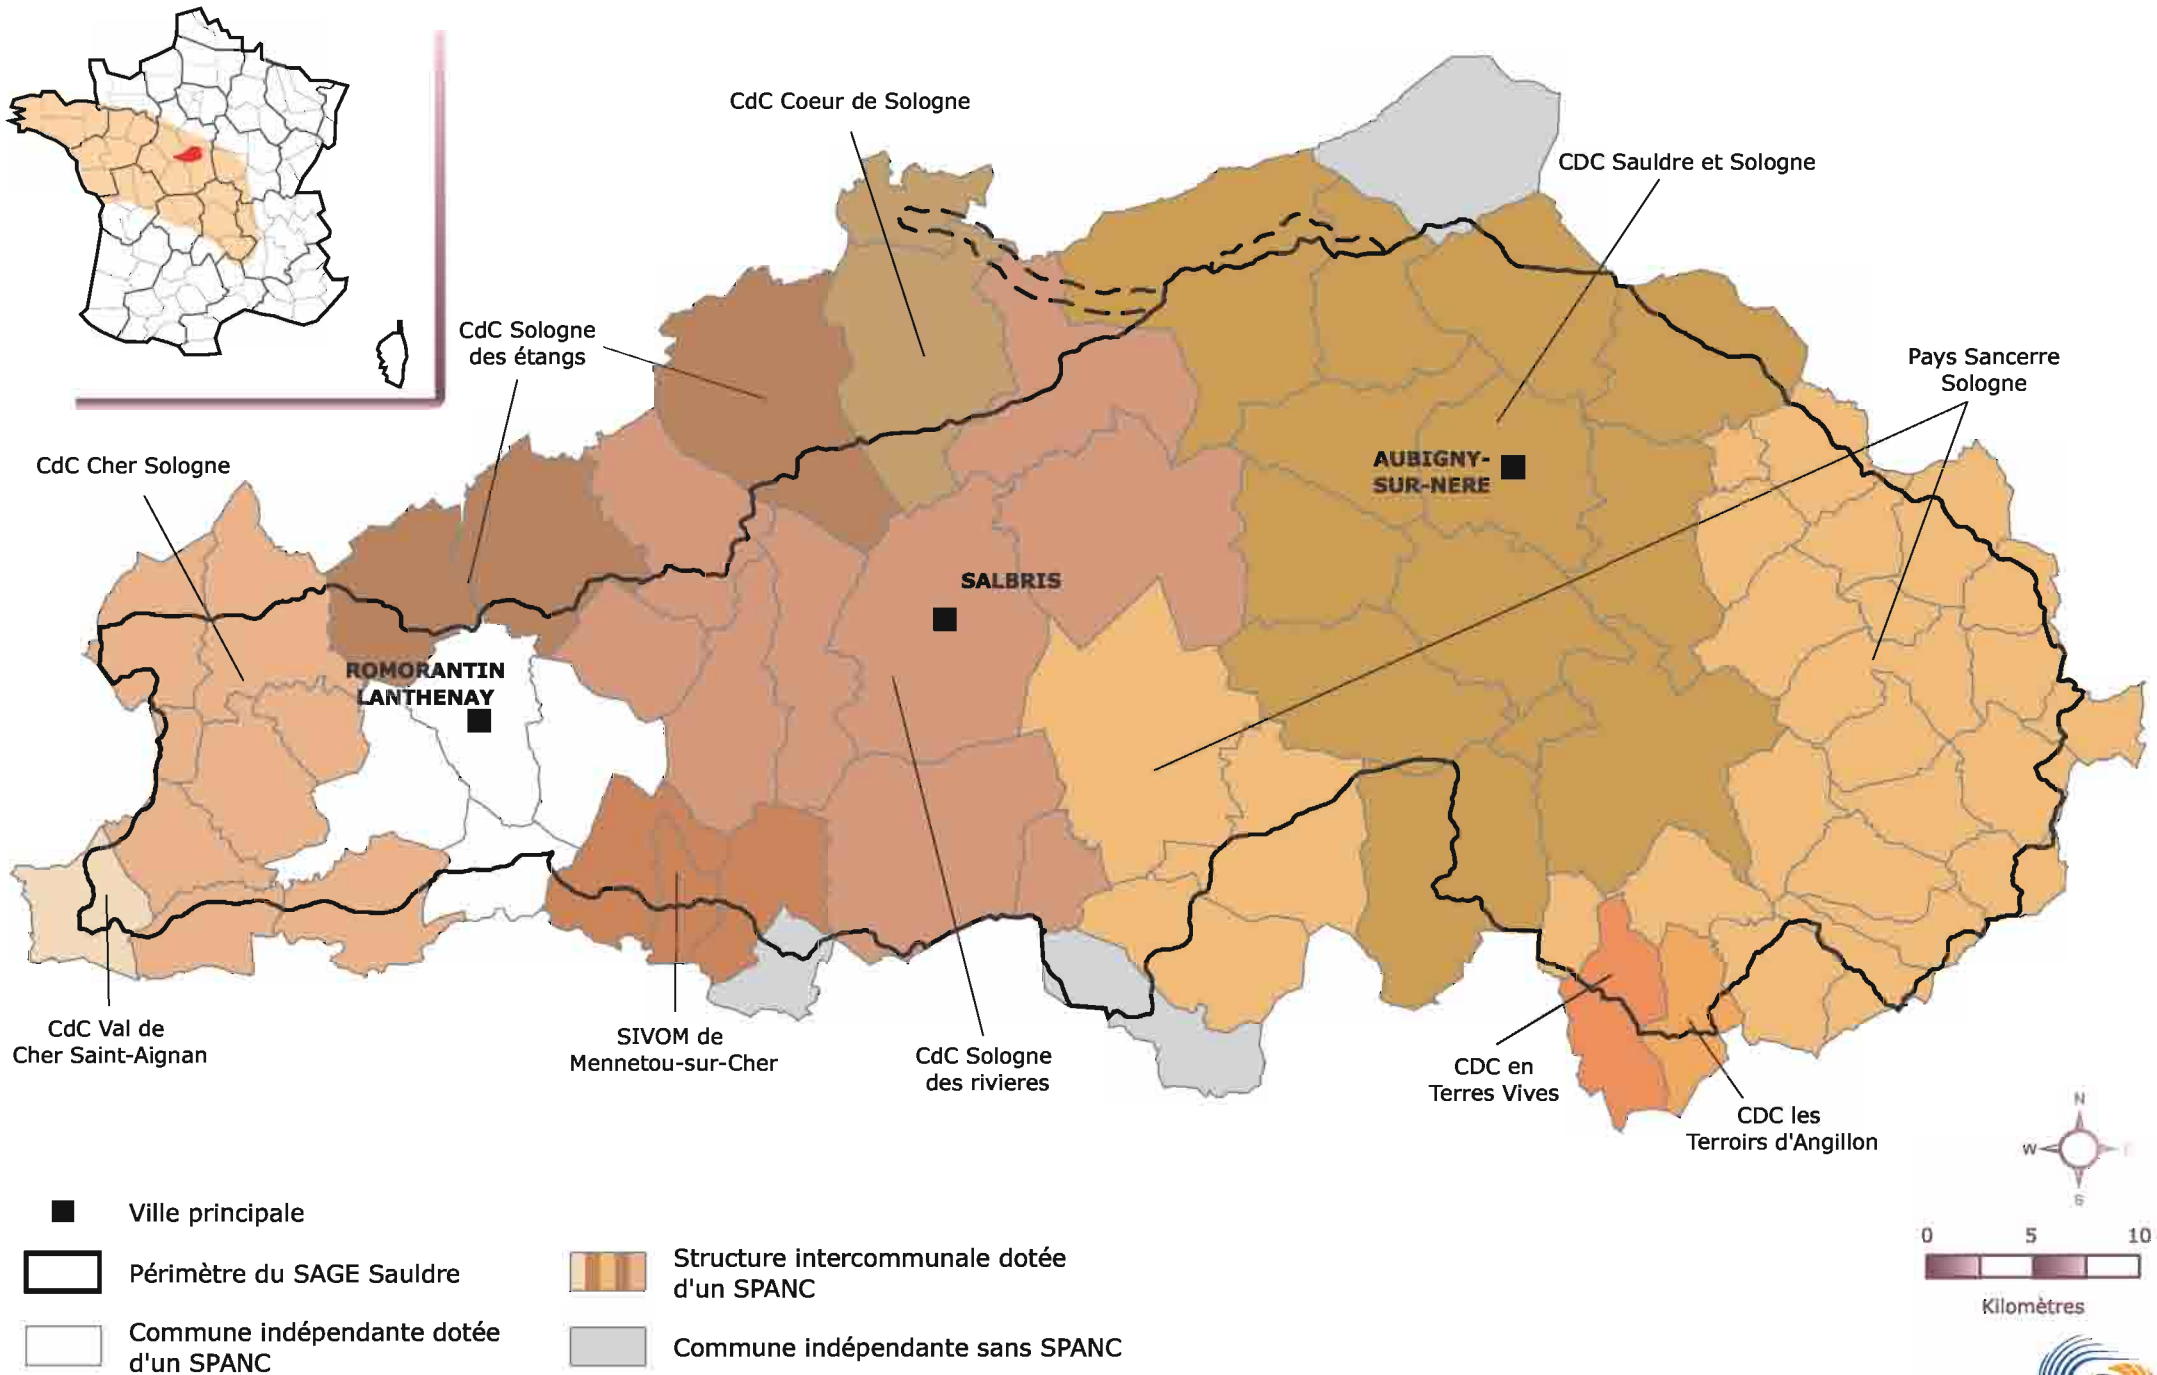 CdC Coeur de Sologne
CDC Sauldre et Sologne
CdC Sologne
des étangs
Pays Sancerre
Sologne
CdC Cher Sologne
AUBIGNY-
SUR-NERE
SALBRIS
ROMORANTIN
LANTHENAY
CdC Val de
Cher Saint-Aignan
SIVOM de
Mennetou-sur-Cher
CdC Sologne
des rivieres
CDC en
Terres Vives
CDC les
Terroirs d'Angillon
N
W
E
S
Ville principale
Périmètre du SAGE Sauldre
Commune indépendante dotée
d'un SPANC
Structure intercommunale dotée
d'un SPANC
Commune indépendante sans SPANC
0 5 10
Kilomètres